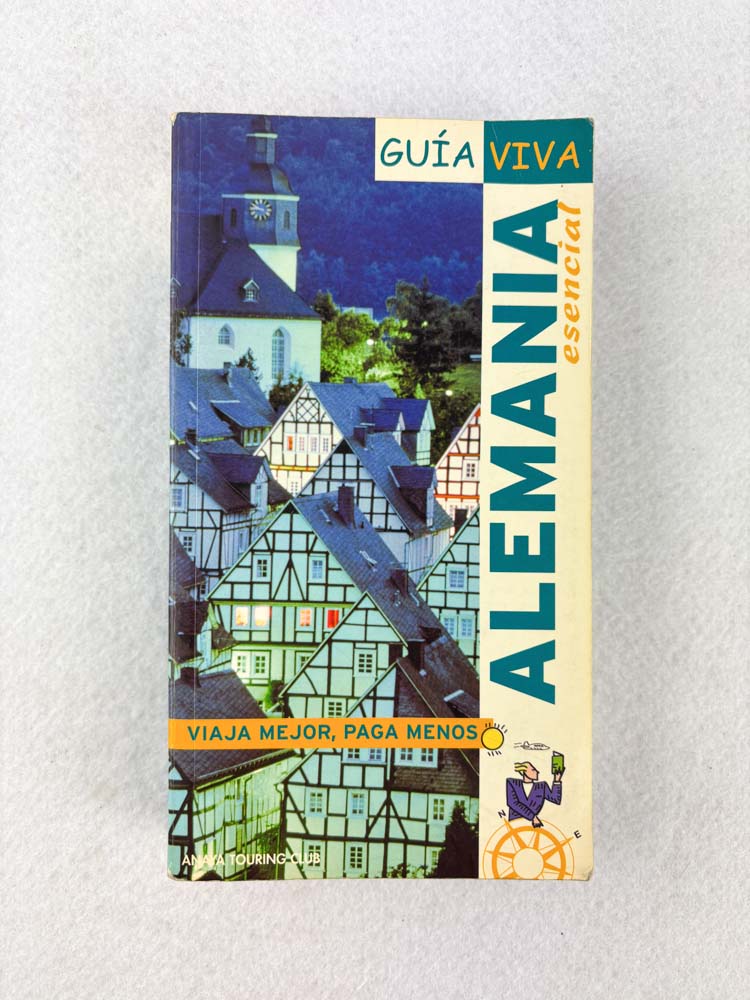 GUÍA VIVA
ALEMANIA
esencial
VIAJA MEJOR, PAGA MENOS
N
E
ANAYA TOURING CLUB